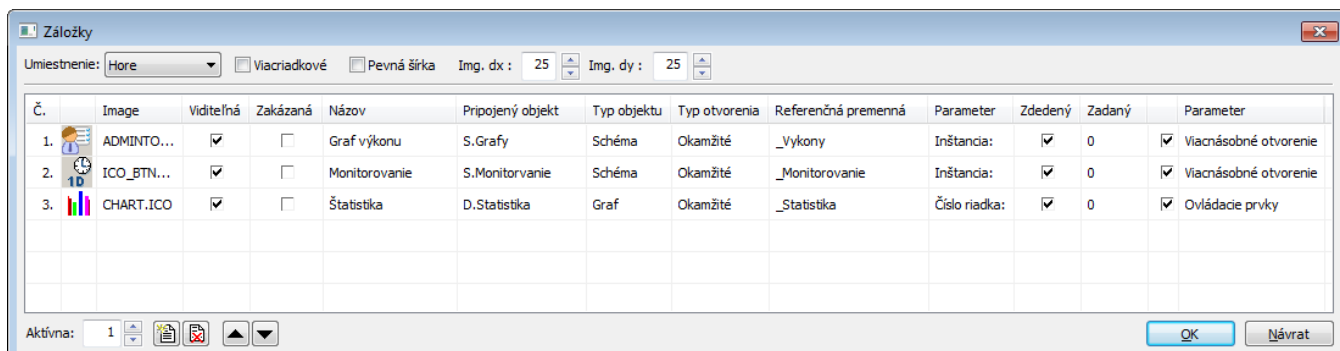 Záložky
Umiestnenie: Hore Viacriadkové Pevná šírka Img. dx : 25 Img. dy : 25
Č. Image Viditeľná Zakázaná Názov Pripojený objekt Typ objektu Typ otvorenia Referenčná premenná Parameter Zdedený Zadaný Parameter
1. ADMINTO... Graf výkonu S.Grafy Schéma Okamžité _Vykony Inštancia: 0 Viacnásobné otvorenie
2. 1D ICO_BTN... Monitorovanie S.Monitorvanie Schéma Okamžité _Monitorovanie Inštancia: 0 Viacnásobné otvorenie
3. CHART.ICO Štatistika D.Statistika Graf Okamžité _Statistika Číslo riadka: 0 Ovládacie prvky
Aktívna: 1 OK Návrat